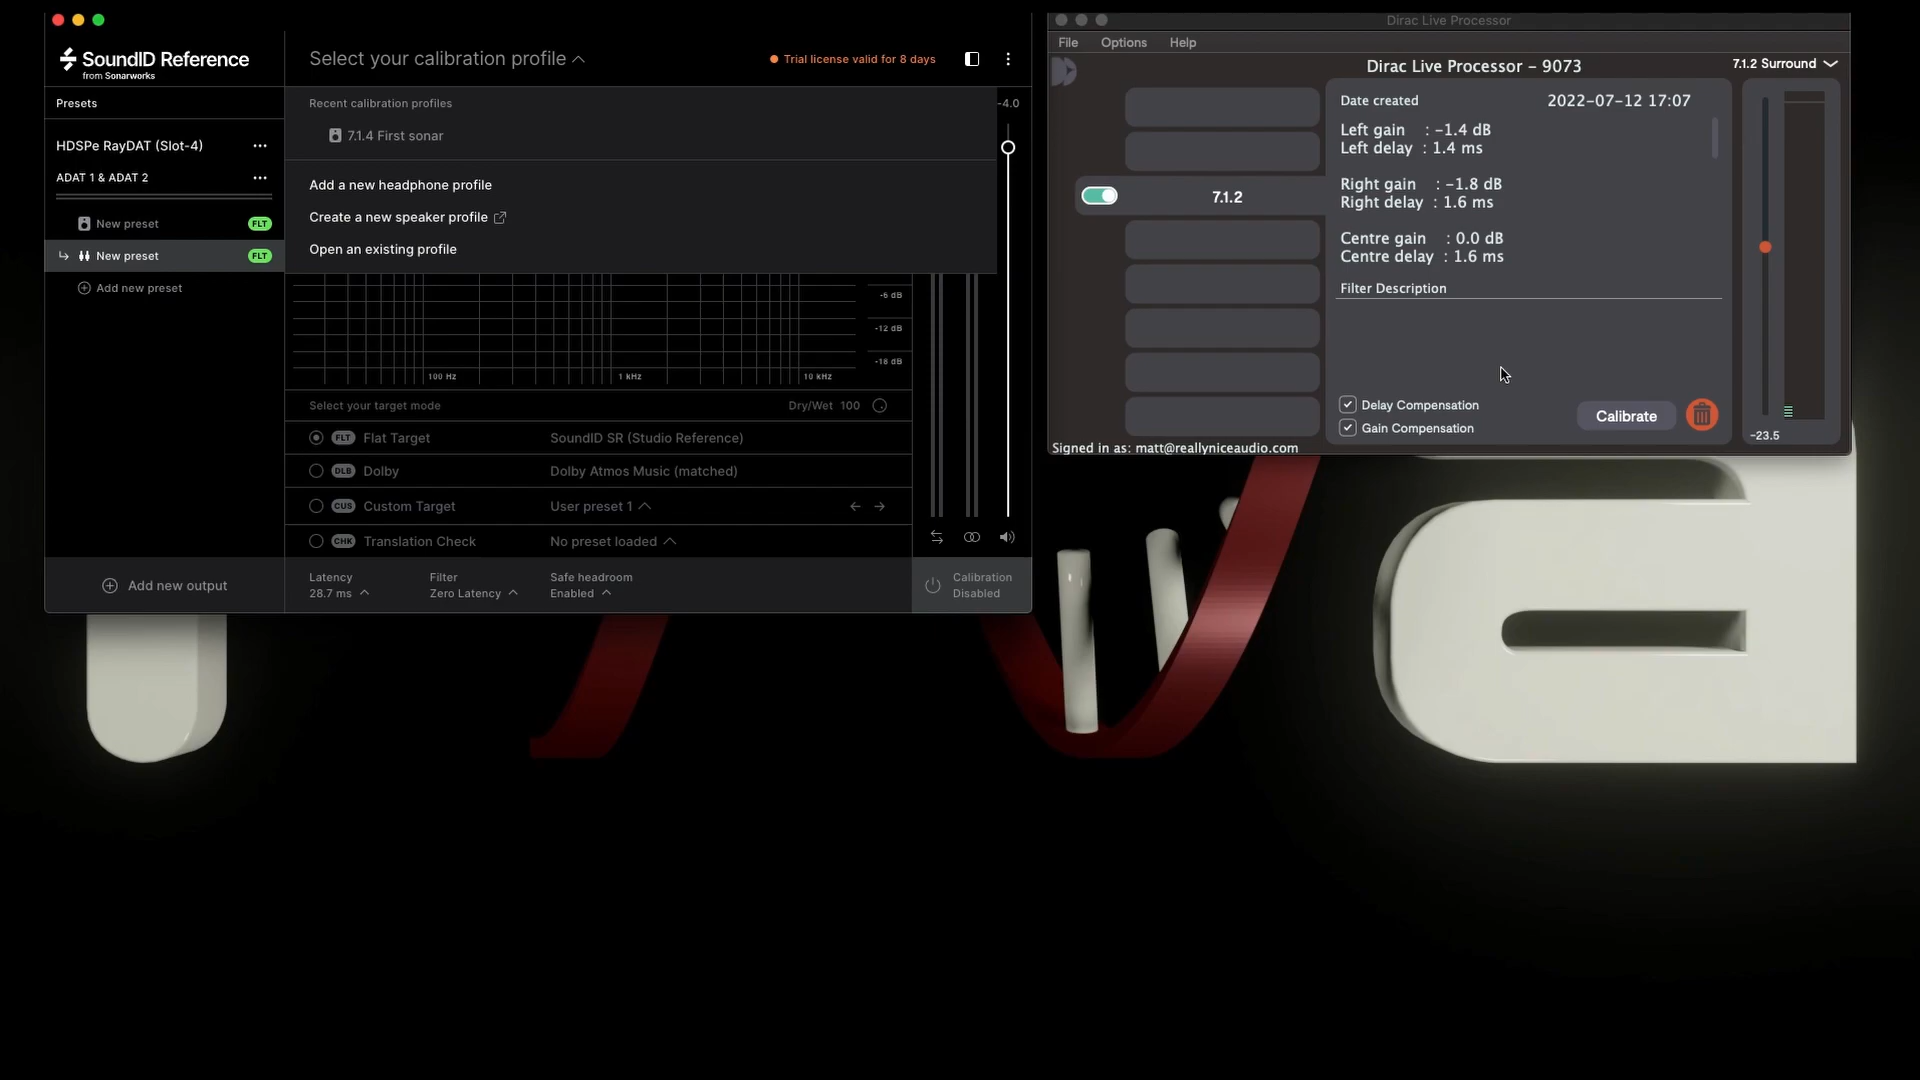 SoundID Reference
from Sonarworks
Select your calibration profile
Trial license valid for 8 days
Presets
HDSPe RayDAT (Slot-4)
ADAT 1 & ADAT 2
New preset FLT
New preset FLT
Add new preset
Add new output
Recent calibration profiles
-4.0
7.1.4 First sonar
Add a new headphone profile
Create a new speaker profile
Open an existing profile
-6 dB
-12 dB
-18 dB
100 Hz 1 kHz 10 kHz
Select your target mode Dry/Wet 100
FLT Flat Target SoundID SR (Studio Reference)
DLB Dolby Dolby Atmos Music (matched)
CUS Custom Target User preset 1
CHK Translation Check No preset loaded
Latency Filter Safe headroom Calibration
28.7 ms Zero Latency Enabled Disabled
Dirac Live Processor
File Options Help
Dirac Live Processor - 9073
7.1.2 Surround
7.1.2
Date created 2022-07-12 17:07
Left gain : -1.4 dB
Left delay : 1.4 ms
Right gain : -1.8 dB
Right delay : 1.6 ms
Centre gain : 0.0 dB
Centre delay : 1.6 ms
Filter Description
Delay Compensation
Gain Compensation
Calibrate
-23.5
Signed in as: matt@reallyniceaudio.com